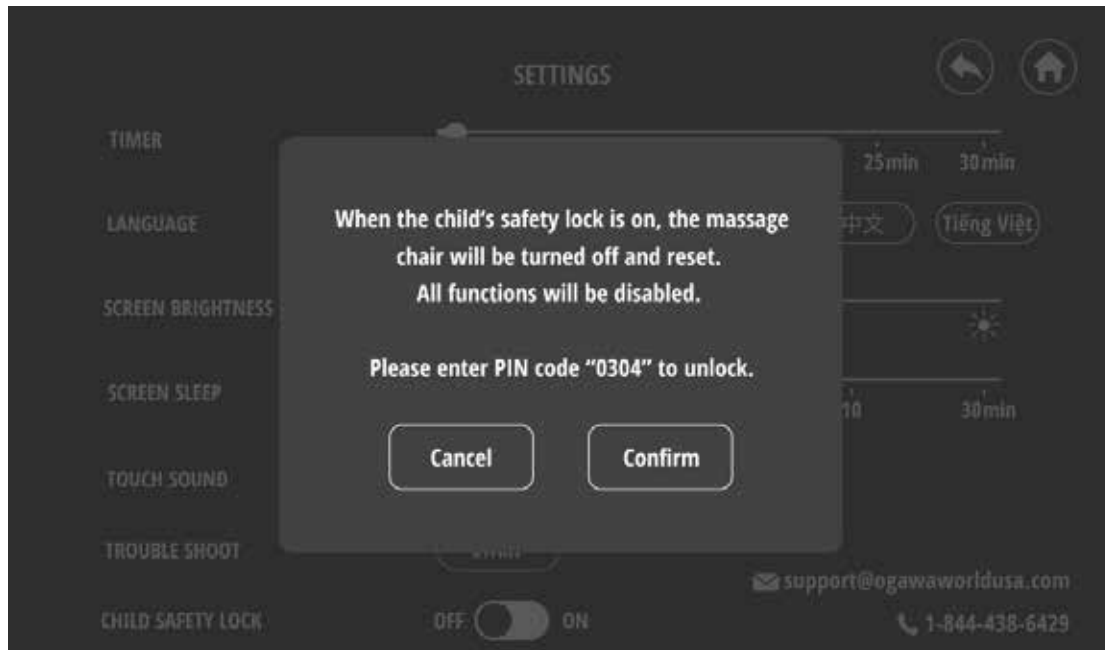 SETTINGS
TIMER
25min 30min
LANGUAGE
中文 Tiếng Việt
When the child's safety lock is on, the massage
chair will be turned off and reset.
All functions will be disabled.
SCREEN BRIGHTNESS
Please enter PIN code “0304” to unlock.
SCREEN SLEEP
10 30min
Cancel Confirm
TOUCH SOUND
TROUBLE SHOOT
support@ogawaworldusa.com
CHILD SAFETY LOCK OFF ON
1-844-438-6429